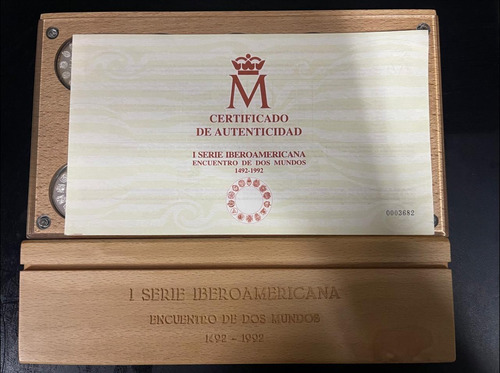 M
CERTIFICADO
DE AUTENTICIDAD
I SERIE IBEROAMERICANA
ENCUENTRO DE DOS MUNDOS
1492-1992
0003682
I SERIE IBEROAMERICANA
ENCUENTRO DE DOS MUNDOS
1492 - 1992